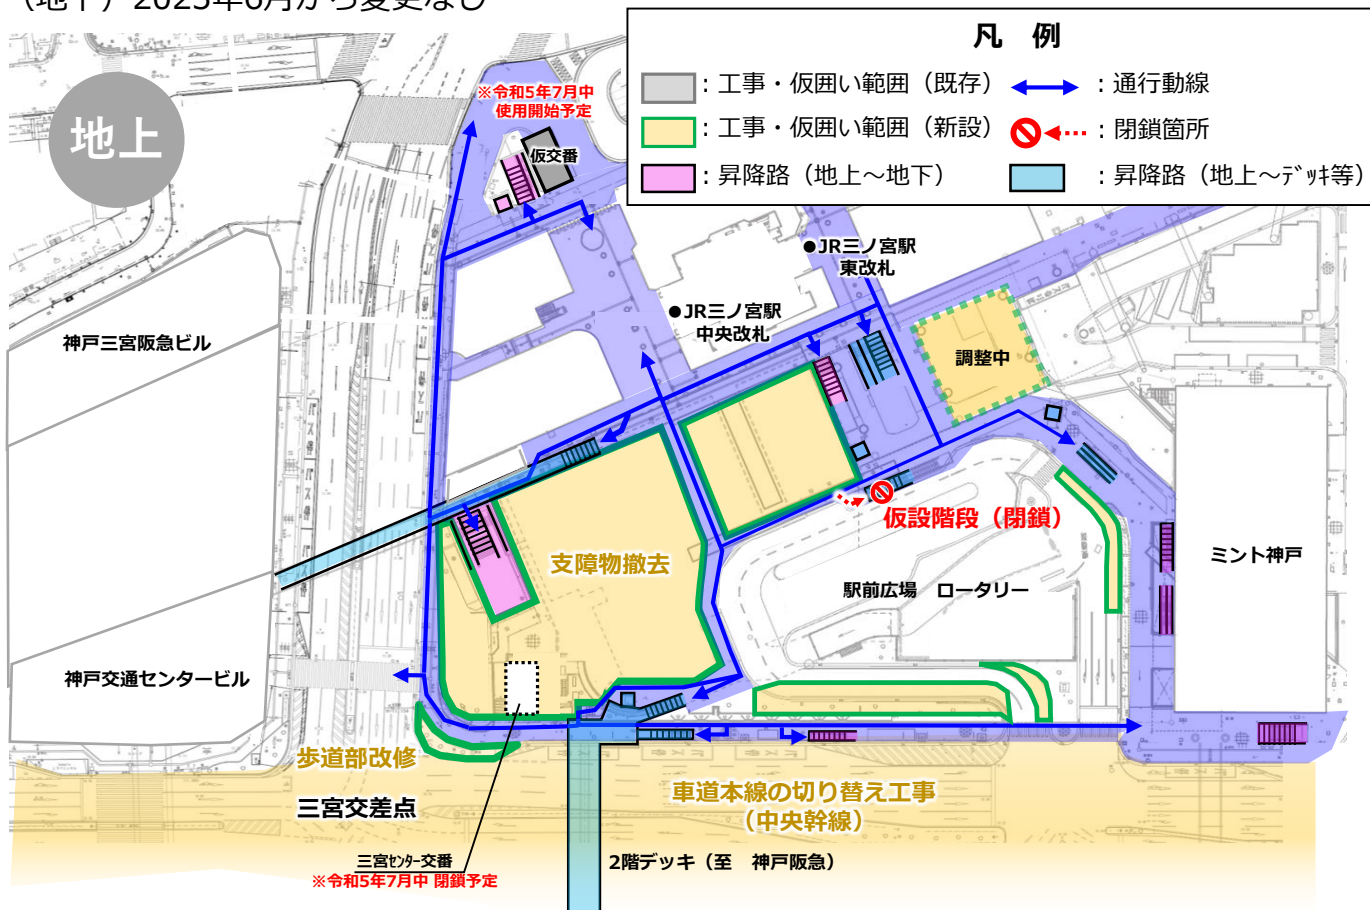 （地下）2025年6月から変更なし
凡　例
：工事・仮囲い範囲（既存）
：通行動線
：工事・仮囲い範囲（新設）
：閉鎖箇所
：昇降路（地上～地下）
：昇降路（地上～ﾃﾞｯｷ等）
地上
※令和5年7月中
使用開始予定
仮交番
●JR三ノ宮駅
東改札
●JR三ノ宮駅
中央改札
神戸三宮阪急ビル
調整中
仮設階段（閉鎖）
支障物撤去
ミント神戸
駅前広場　ロータリー
神戸交通センタービル
歩道部改修
三宮交差点
車道本線の切り替え工事
（中央幹線）
三宮ｾﾝﾀｰ交番
※令和5年7月中 閉鎖予定
2階デッキ（至　神戸阪急）